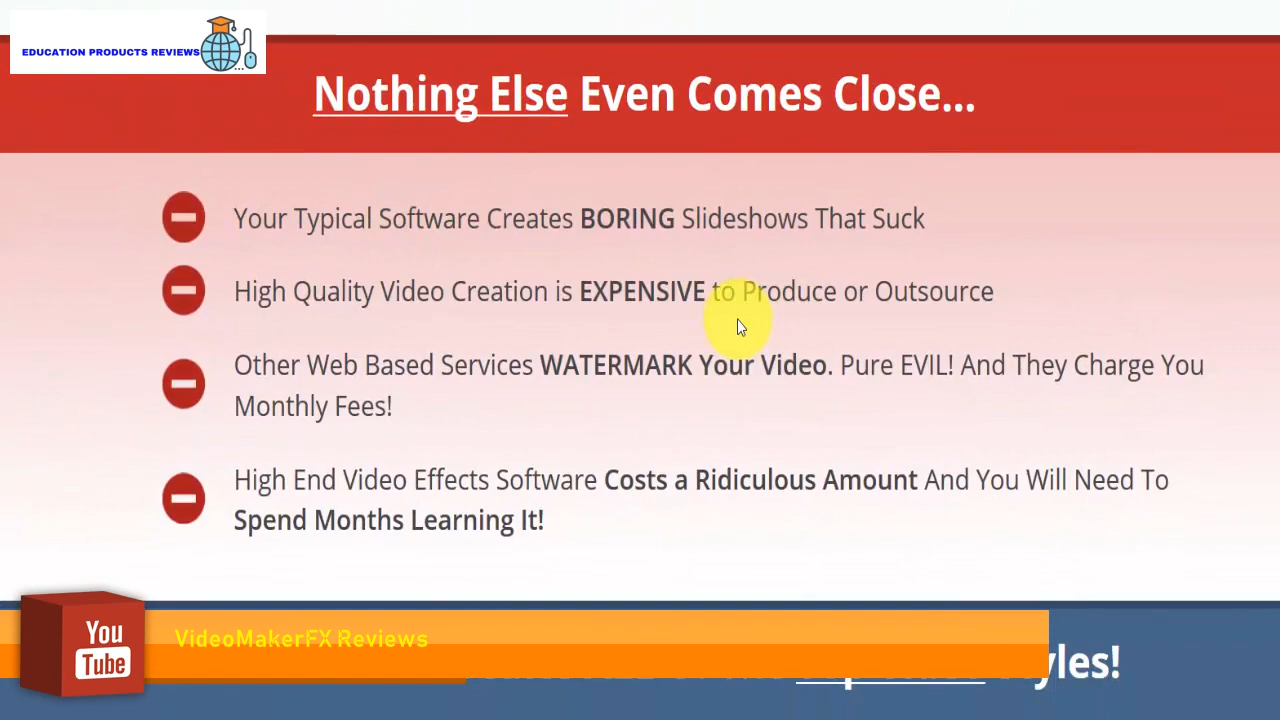 EDUCATION PRODUCTS REVIEWS
Nothing Else Even Comes Close...
Your Typical Software Creates BORING Slideshows That Suck
High Quality Video Creation is EXPENSIVE to Produce or Outsource
Other Web Based Services WATERMARK Your Video. Pure EVIL! And They Charge You
Monthly Fees!
High End Video Effects Software Costs a Ridiculous Amount And You Will Need To
Spend Months Learning It!
You
Tube
VideoMakerFX Reviews